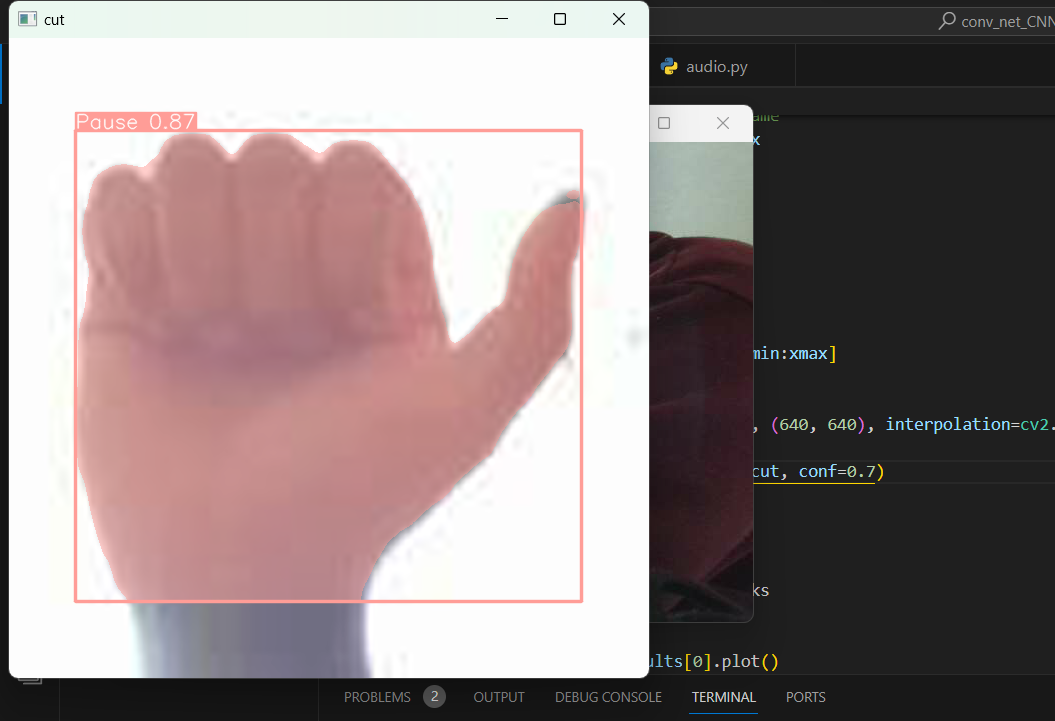 cut
conv_net_CNN
audio.py
Pause 0.87
x
min:xmax]
, (640, 640), interpolation=cv2.
cut, conf=0.7)
ks
ults[0].plot()
PROBLEMS 2 OUTPUT DEBUG CONSOLE TERMINAL PORTS